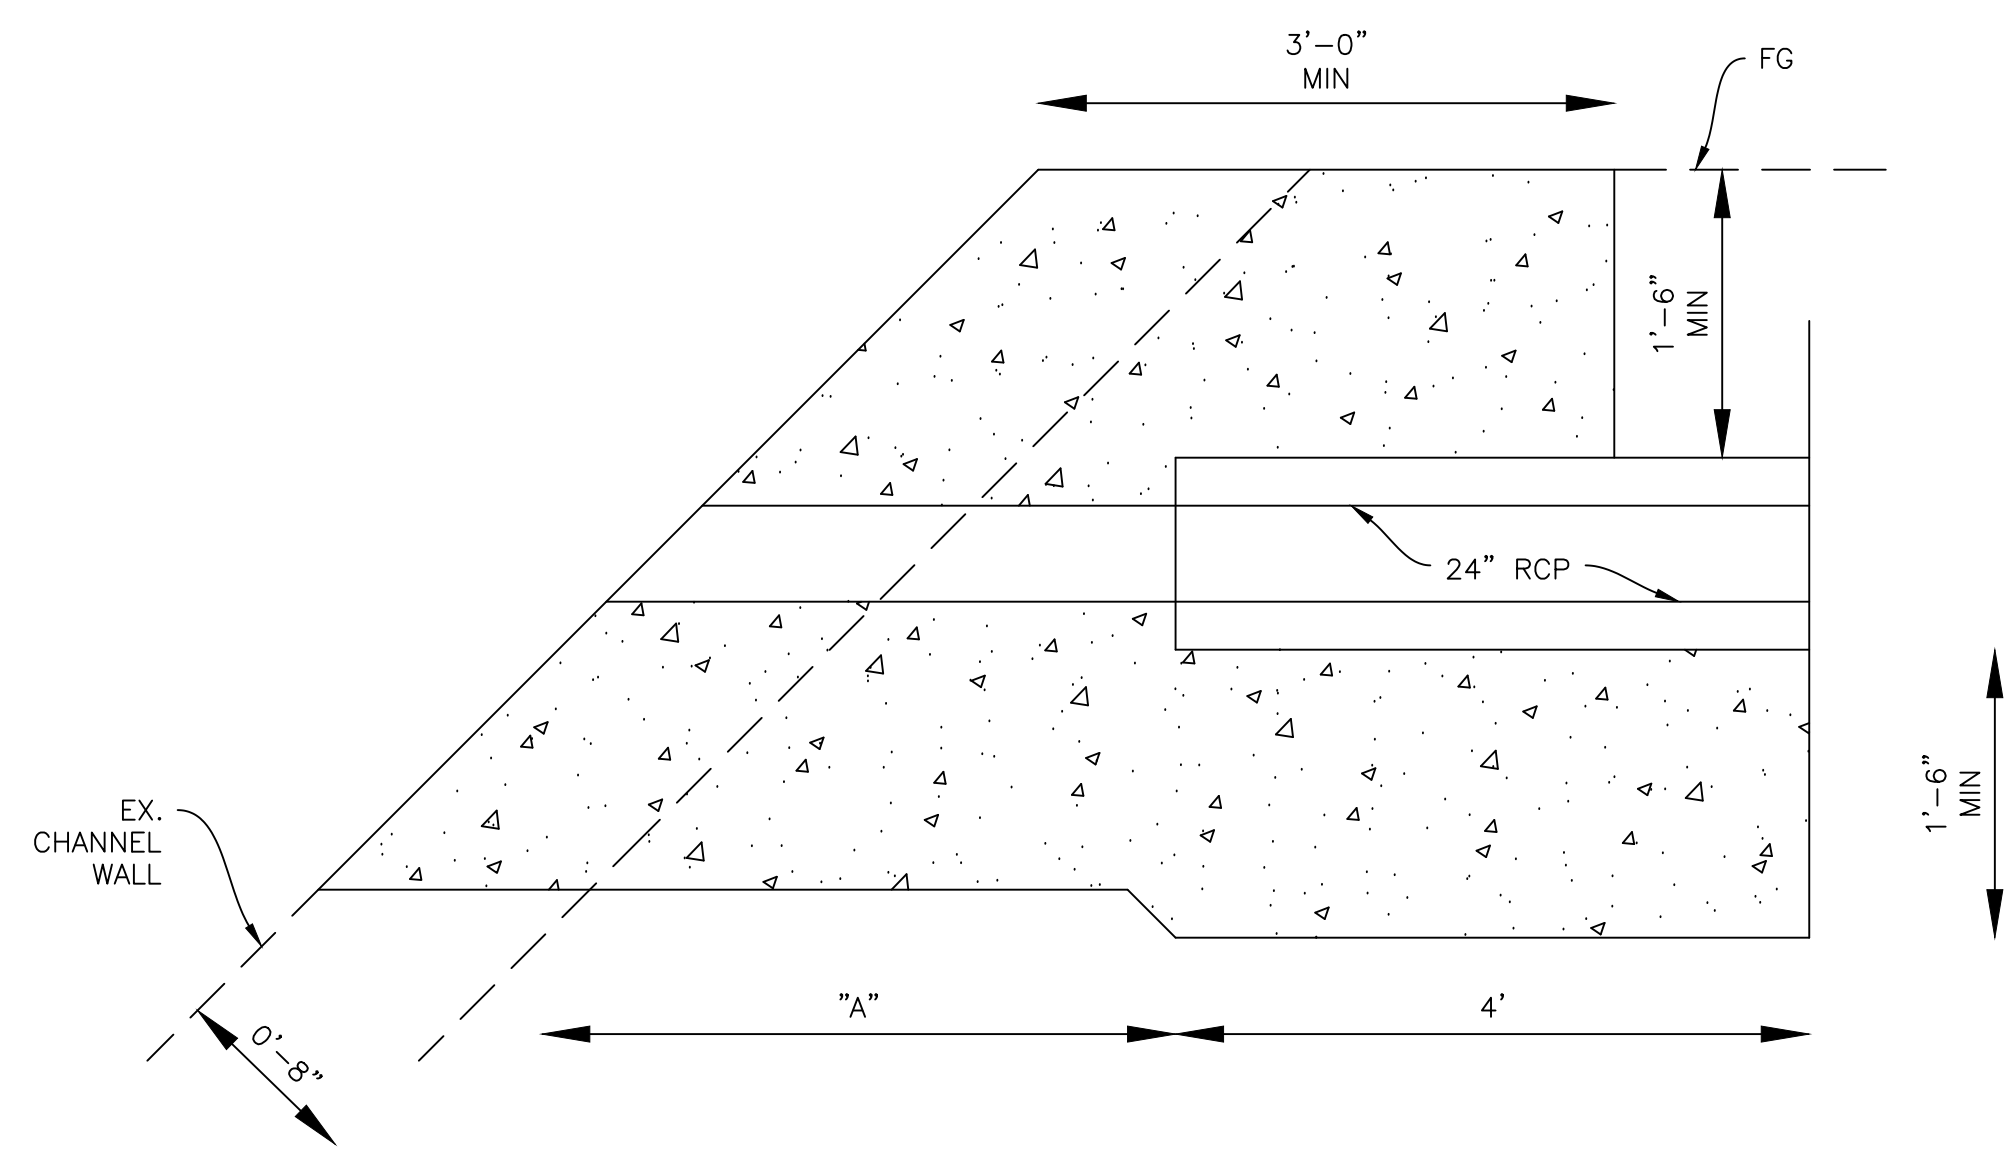 3'-0"
MIN
FG
1'-6"
MIN
24" RCP
EX.
CHANNEL
WALL
1'-6"
MIN
"A"
4'
0'-8"